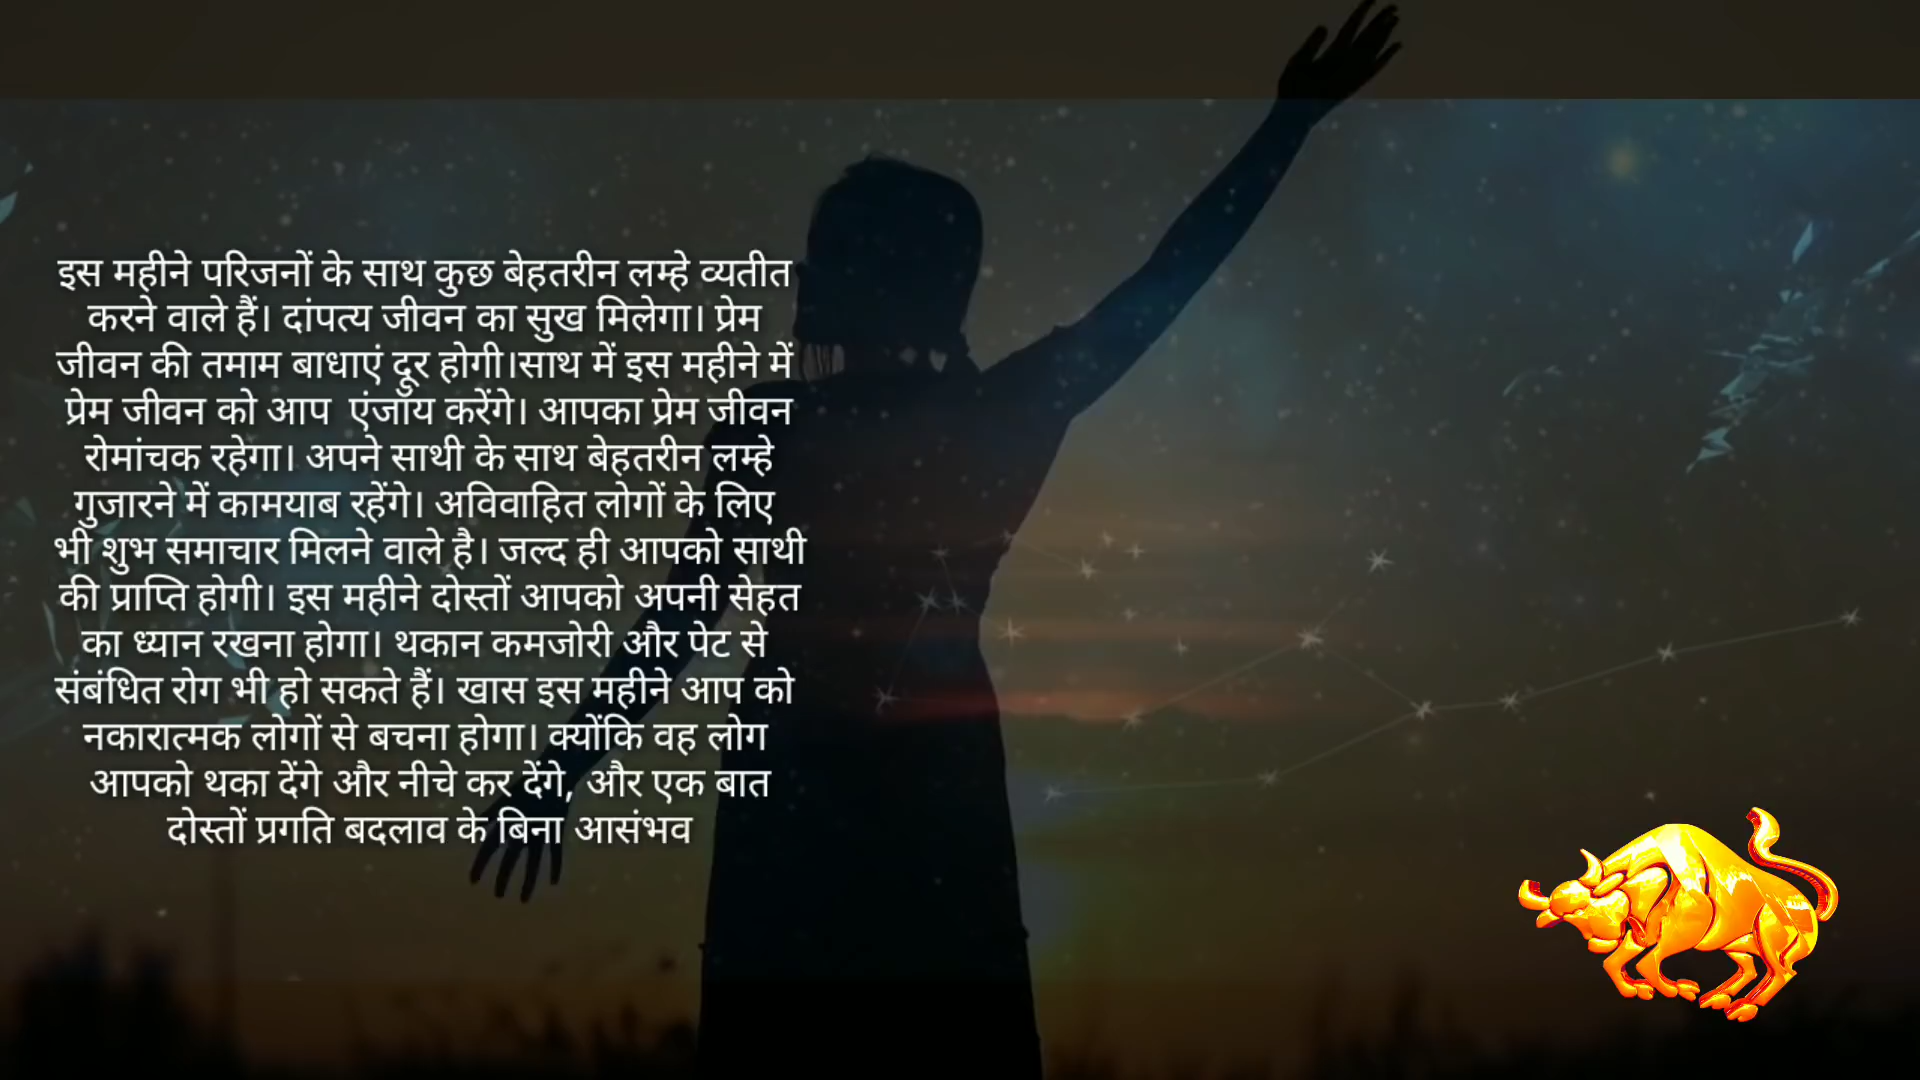 इस महीने परिजनों के साथ कुछ बेहतरीन लम्हे व्यतीत
करने वाले हैं। दांपत्य जीवन का सुख मिलेगा। प्रेम
जीवन की तमाम बाधाएं दूर होगी।साथ में इस महीने में
प्रेम जीवन को आप  एंजॉय करेंगे। आपका प्रेम जीवन
रोमांचक रहेगा। अपने साथी के साथ बेहतरीन लम्हे
गुजारने में कामयाब रहेंगे। अविवाहित लोगों के लिए
भी शुभ समाचार मिलने वाले है। जल्द ही आपको साथी
की प्राप्ति होगी। इस महीने दोस्तों आपको अपनी सेहत
का ध्यान रखना होगा। थकान कमजोरी और पेट से
संबंधित रोग भी हो सकते हैं। खास इस महीने आप को
नकारात्मक लोगों से बचना होगा। क्योंकि वह लोग
आपको थका देंगे और नीचे कर देंगे, और एक बात
दोस्तों प्रगति बदलाव के बिना आसंभव